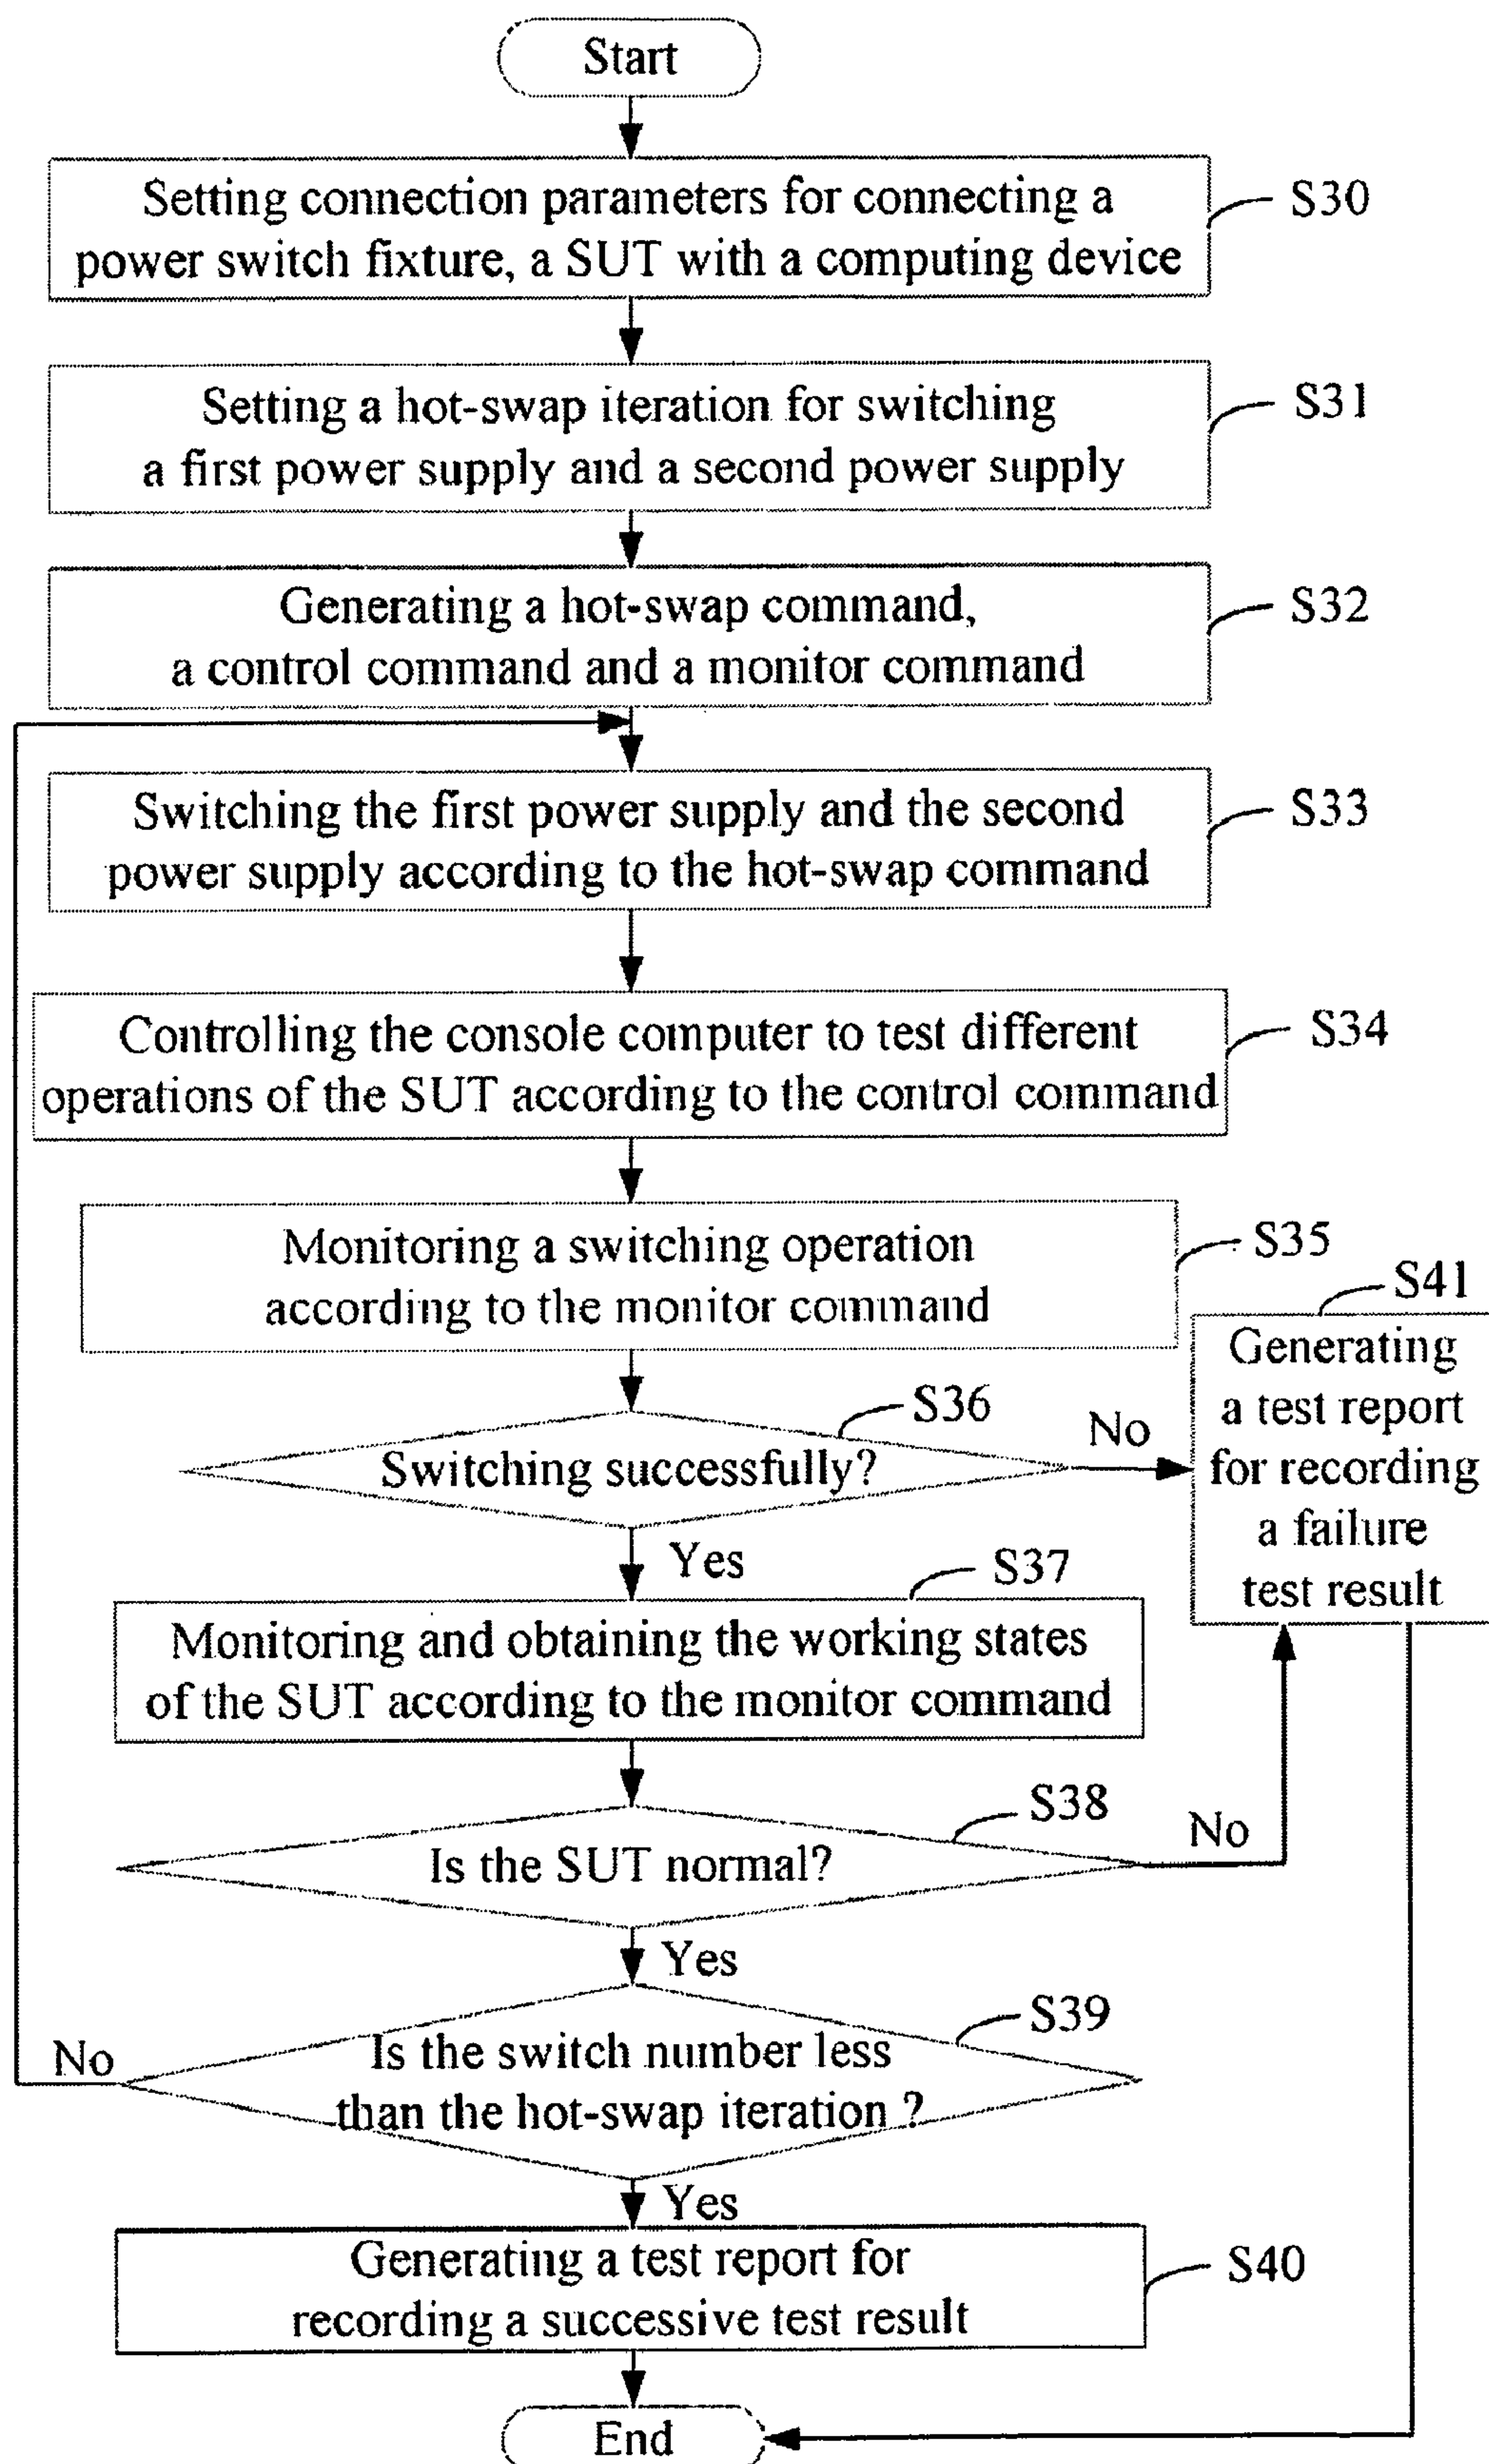 Start
Setting connection parameters for connecting a
power switch fixture, a SUT with a computing device
S30
Setting a hot-swap iteration for switching
a first power supply and a second power supply
S31
Generating a hot-swap command,
a control command and a monitor command
S32
Switching the first power supply and the second
power supply according to the hot-swap command
S33
Controlling the console computer to test different
operations of the SUT according to the control command
S34
Monitoring a switching operation
according to the monitor command
S35
S41
Generating
a test report
for recording
a failure
test result
S36
Switching successfully?
No
Yes
S37
Monitoring and obtaining the working states
of the SUT according to the monitor command
S38
Is the SUT normal?
No
Yes
S39
Is the switch number less
than the hot-swap iteration ?
No
Yes
Generating a test report for
recording a successive test result
S40
End